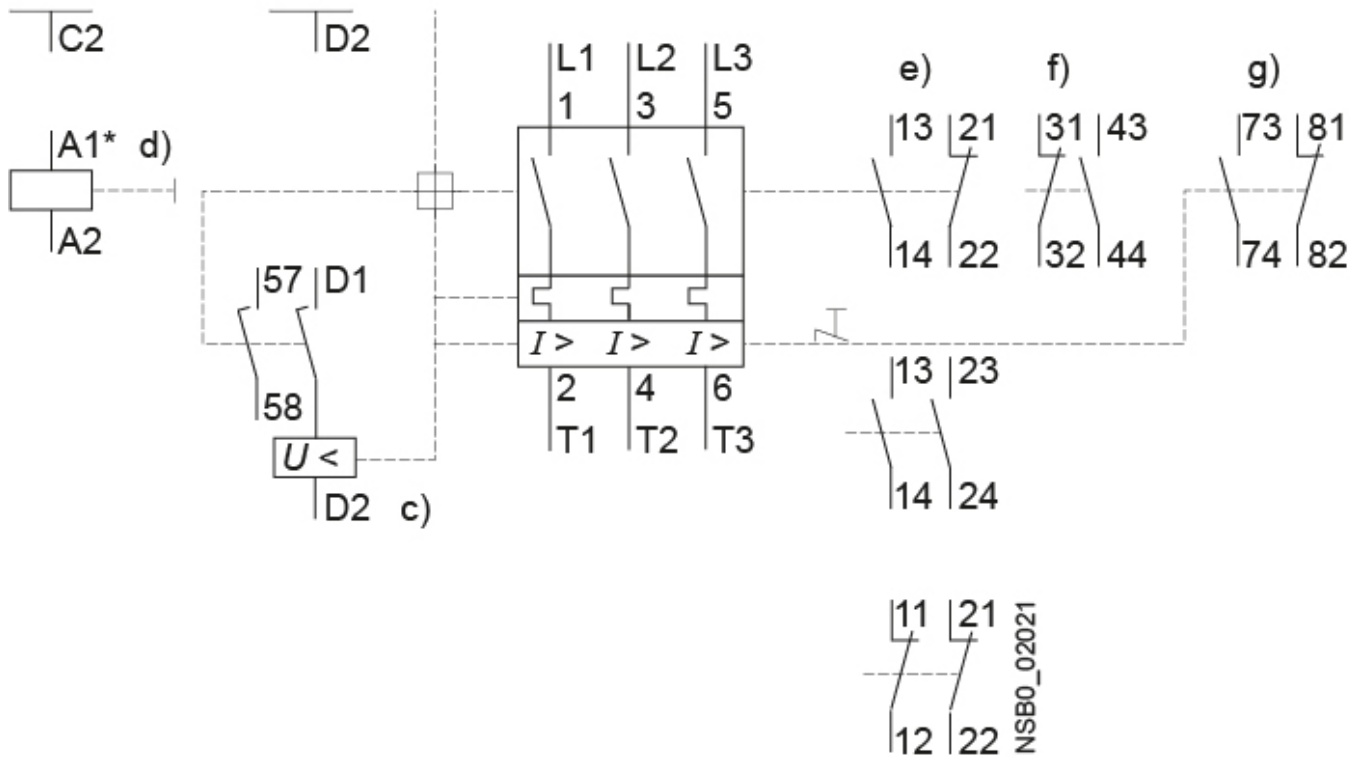 C2 D2
L1 L2 L3
1 3 5
e) f) g)
13 21 31 43 73 81
A1* d)
A2
14 22 32 44 74 82
57 D1
58
I > I > I >
2 4 6
T1 T2 T3
U <
D2 c)
13 23
14 24
11 21
12 22
NSB0_02021